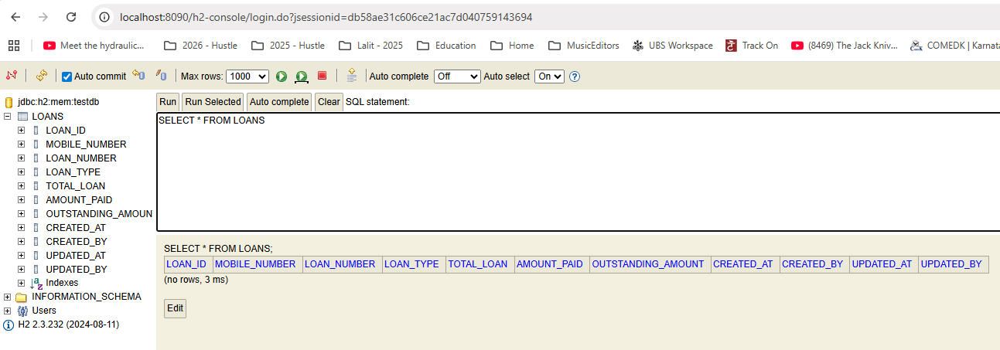 localhost:8090/h2-console/login.do?jsessionid=db58ae31c606ce21ac7d040759143694
Meet the hydraulic... 2026 - Hustle 2025 - Hustle Lalit - 2025 Education Home MusicEditors UBS Workspace Track On (8469) The Jack Kniv... COMEDK | Karnat
Auto commit Max rows: 1000 Auto complete Off Auto select On ?
jdbc:h2:mem:testdb
LOANS
LOAN_ID
MOBILE_NUMBER
LOAN_NUMBER
LOAN_TYPE
TOTAL_LOAN
AMOUNT_PAID
OUTSTANDING_AMOUN
CREATED_AT
CREATED_BY
UPDATED_AT
UPDATED_BY
Indexes
INFORMATION_SCHEMA
Users
H2 2.3.232 (2024-08-11)
Run Run Selected Auto complete Clear SQL statement:
SELECT * FROM LOANS
SELECT * FROM LOANS;
LOAN_ID MOBILE_NUMBER LOAN_NUMBER LOAN_TYPE TOTAL_LOAN AMOUNT_PAID OUTSTANDING_AMOUNT CREATED_AT CREATED_BY UPDATED_AT UPDATED_BY
(no rows, 3 ms)
Edit